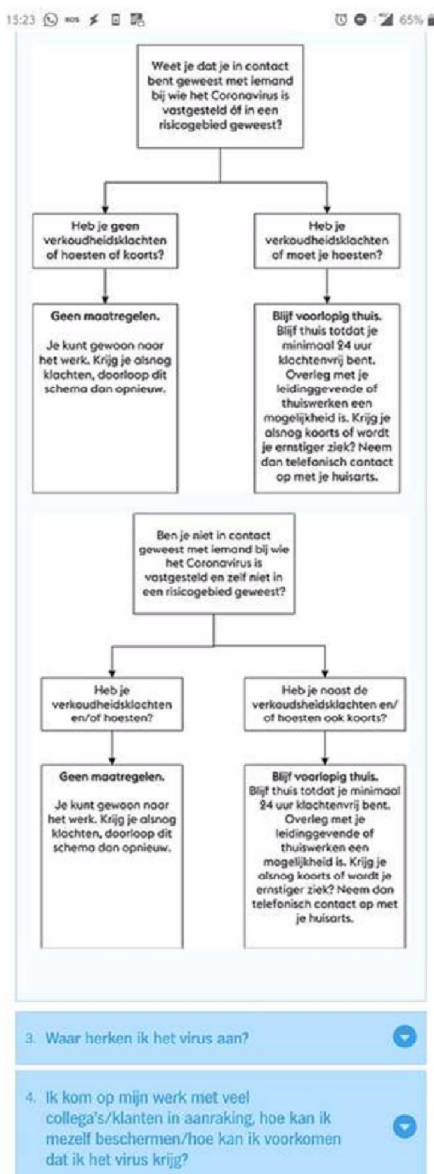 15:23
SOS
65%
Weet je dat je in contact
bent geweest met iemand
bij wie het Coronavirus is
vastgesteld óf in een
risicogebied geweest?
Heb je geen
verkoudheidsklachten
of hoesten of koorts?
Heb je
verkoudheidsklachten
of moet je hoesten?
Geen maatregelen.
Je kunt gewoon naar
het werk. Krijg je alsnog
klachten, doorloop dit
schema dan opnieuw.
Blijf voorlopig thuis.
Blijf thuis totdat je
minimaal 24 uur
klachtenvrij bent.
Overleg met je
leidinggevende of
thuiswerken een
mogelijkheid is. Krijg je
alsnog koorts of wordt
je ernstiger ziek? Neem
dan telefonisch contact
op met je huisarts.
Ben je niet in contact
geweest met iemand bij wie
het Coronavirus is
vastgesteld en zelf niet in
een risicogebied geweest?
Heb je
verkoudheidsklachten
en/of hoesten?
Heb je naast de
verkoudsheidsklachten en/
of hoesten ook koorts?
Geen maatregelen.
Je kunt gewoon naar
het werk. Krijg je alsnog
klachten, doorloop dit
schema dan opnieuw.
Blijf voorlopig thuis.
Blijf thuis totdat je minimaal
24 uur klachtenvrij bent.
Overleg met je
leidinggevende of
thuiswerken een
mogelijkheid is. Krijg je
alsnog koorts of wordt je
ernstiger ziek? Neem dan
telefonisch contact op met
je huisarts.
3. Waar herken ik het virus aan?
4. Ik kom op mijn werk met veel
collega's/klanten in aanraking, hoe kan ik
mezelf beschermen/hoe kan ik voorkomen
dat ik het virus krijg?